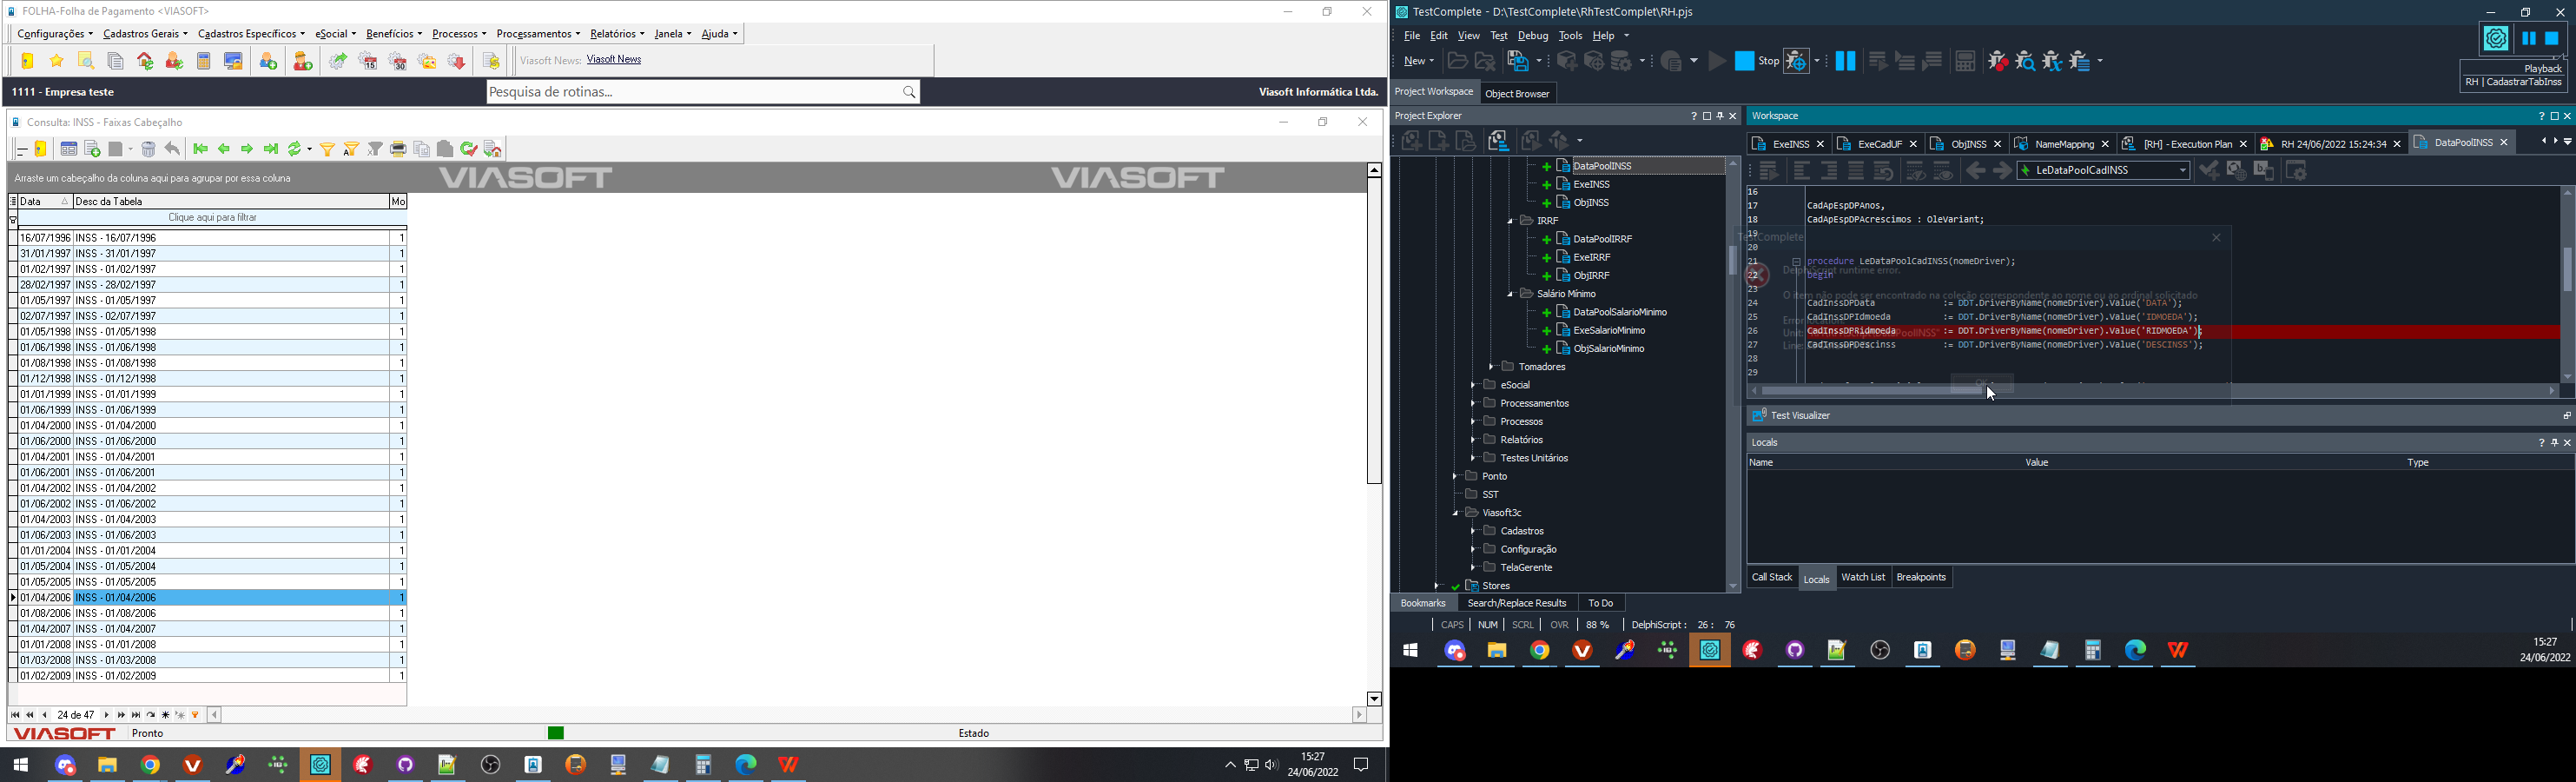 FOLHA-Folha de Pagamento <VIASOFT>
Configurações Cadastros Gerais Cadastros Específicos eSocial Benefícios Processos Processamentos Relatórios Janela Ajuda
Viasoft News: Viasoft News
1111 - Empresa teste
Pesquisa de rotinas...
Viasoft Informática Ltda.
Consulta: INSS - Faixas Cabeçalho
Arraste um cabeçalho da coluna aqui para agrupar por essa coluna
VIASOFT VIASOFT
Data Desc da Tabela Mo
Clique aqui para filtrar
16/07/1996 INSS - 16/07/1996 1
31/01/1997 INSS - 31/01/1997 1
01/02/1997 INSS - 01/02/1997 1
28/02/1997 INSS - 28/02/1997 1
01/05/1997 INSS - 01/05/1997 1
02/07/1997 INSS - 02/07/1997 1
01/05/1998 INSS - 01/05/1998 1
01/06/1998 INSS - 01/06/1998 1
01/08/1998 INSS - 01/08/1998 1
01/12/1998 INSS - 01/12/1998 1
01/01/1999 INSS - 01/01/1999 1
01/06/1999 INSS - 01/06/1999 1
01/04/2000 INSS - 01/04/2000 1
01/06/2000 INSS - 01/06/2000 1
01/04/2001 INSS - 01/04/2001 1
01/06/2001 INSS - 01/06/2001 1
01/04/2002 INSS - 01/04/2002 1
01/06/2002 INSS - 01/06/2002 1
01/04/2003 INSS - 01/04/2003 1
01/06/2003 INSS - 01/06/2003 1
01/01/2004 INSS - 01/01/2004 1
01/05/2004 INSS - 01/05/2004 1
01/05/2005 INSS - 01/05/2005 1
01/04/2006 INSS - 01/04/2006 1
01/08/2006 INSS - 01/08/2006 1
01/04/2007 INSS - 01/04/2007 1
01/01/2008 INSS - 01/01/2008 1
01/03/2008 INSS - 01/03/2008 1
01/02/2009 INSS - 01/02/2009 1
24 de 47
VIASOFT Pronto Estado
15:27
24/06/2022
TestComplete - D:\TestComplete\RhTestComplet\RH.pjs
File Edit View Test Debug Tools Help
New Stop
Playback
RH | CadastrarTabInss
Project Workspace Object Browser
Project Explorer
DataPoolINSS
ExeINSS
ObjINSS
IRRF
DataPoolIRRF
ExeIRRF
ObjIRRF
Salário Mínimo
DataPoolSalarioMinimo
ExeSalarioMinimo
ObjSalarioMinimo
Tomadores
eSocial
Processamentos
Processos
Relatórios
Testes Unitários
Ponto
SST
Viasoft3c
Cadastros
Configuração
TelaGerente
Stores
Bookmarks Search/Replace Results To Do
Workspace
ExeINSS ExeCadUF ObjINSS NameMapping [RH] - Execution Plan RH 24/06/2022 15:24:34 DataPoolINSS
LeDataPoolCadINSS
16
17 CadApEspDPAnos,
18 CadApEspDPAcrescimos : OleVariant;
19
20
21 procedure LeDataPoolCadINSS(nomeDriver);
22 begin
23
24 CadInssDPData := DDT.DriverByName(nomeDriver).Value('DATA');
25 CadInssDPIdmoeda := DDT.DriverByName(nomeDriver).Value('IDMOEDA');
26 CadInssDPRidmoeda := DDT.DriverByName(nomeDriver).Value('RIDMOEDA');
27 CadInssDPDescinss := DDT.DriverByName(nomeDriver).Value('DESCINSS');
28
29
TestComplete
DelphiScript runtime error.
O item não pode ser encontrado na coleção correspondente ao nome ou ao ordinal solicitado
Test Visualizer
Locals
Name Value Type
Call Stack Locals Watch List Breakpoints
CAPS NUM SCRL OVR 88 % DelphiScript : 26 : 76
15:27
24/06/2022